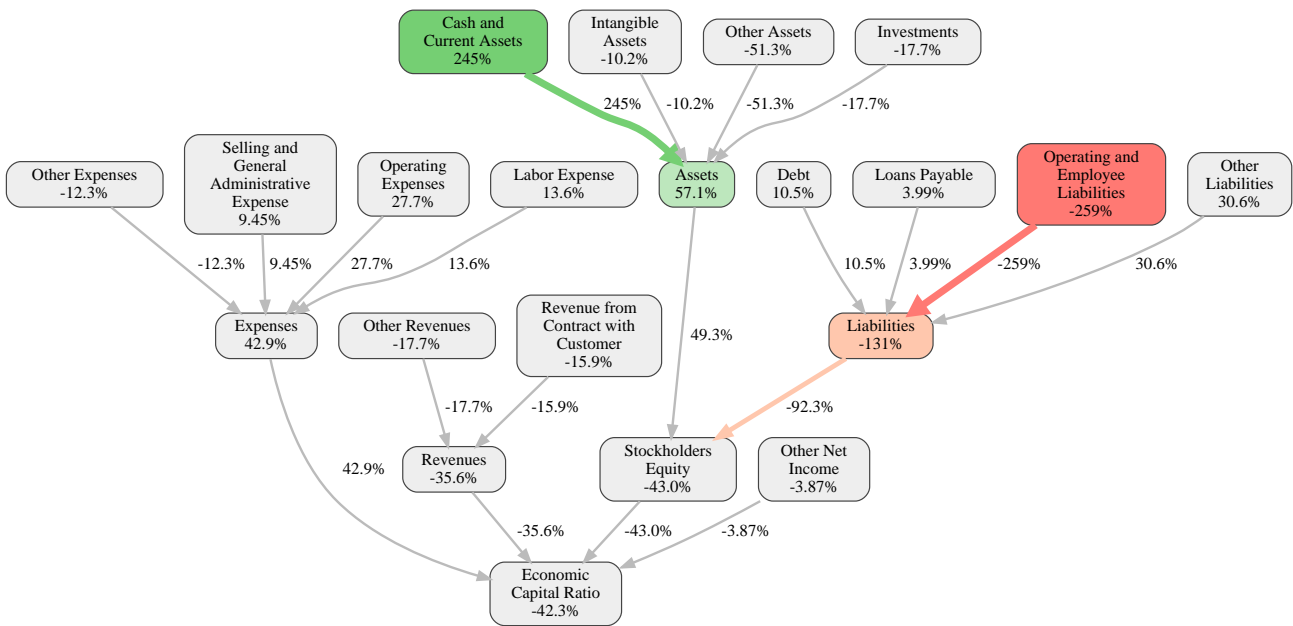 Cash and
Current Assets
245%
Intangible
Assets
-10.2%
Other Assets
-51.3%
Investments
-17.7%
245%
-10.2%
-51.3%
-17.7%
Other Expenses
-12.3%
Selling and
General
Administrative
Expense
9.45%
Operating
Expenses
27.7%
Labor Expense
13.6%
Assets
57.1%
Debt
10.5%
Loans Payable
3.99%
Operating and
Employee
Liabilities
-259%
Other
Liabilities
30.6%
-12.3%
9.45%
27.7%
13.6%
10.5%
3.99%
-259%
30.6%
Expenses
42.9%
Other Revenues
-17.7%
Revenue from
Contract with
Customer
-15.9%
49.3%
Liabilities
-131%
-17.7%
-15.9%
-92.3%
42.9%
Revenues
-35.6%
Stockholders
Equity
-43.0%
Other Net
Income
-3.87%
-35.6%
-43.0%
-3.87%
Economic
Capital Ratio
-42.3%